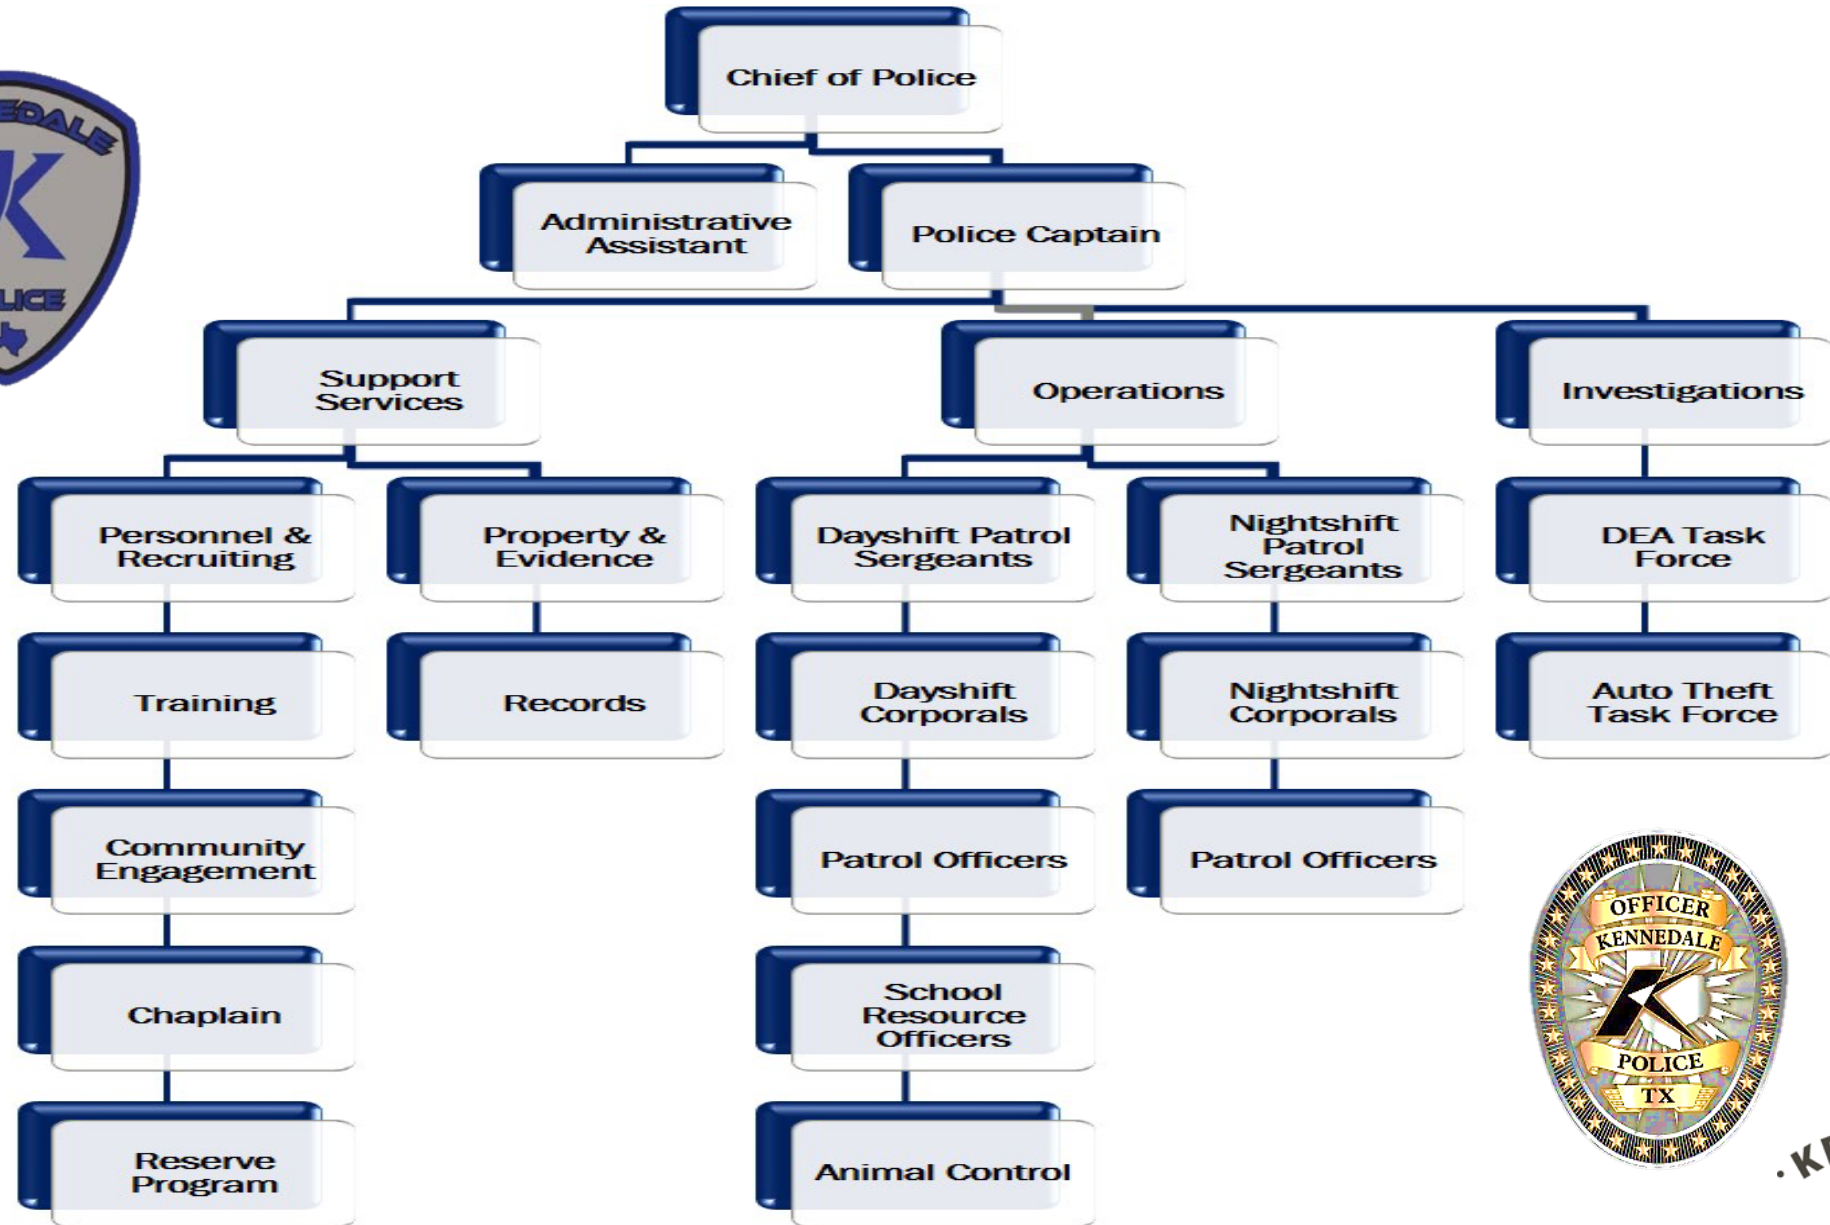 Chief of Police
Administrative
Assistant
Police Captain
Support
Services
Operations
Investigations
Personnel &
Recruiting
Property &
Evidence
Dayshift Patrol
Sergeants
Nightshift
Patrol
Sergeants
DEA Task
Force
Training
Records
Dayshift
Corporals
Nightshift
Corporals
Auto Theft
Task Force
Community
Engagement
Patrol Officers
Patrol Officers
Chaplain
School
Resource
Officers
Reserve
Program
Animal Control
OFFICER
KENNEDALE
K
POLICE
TX